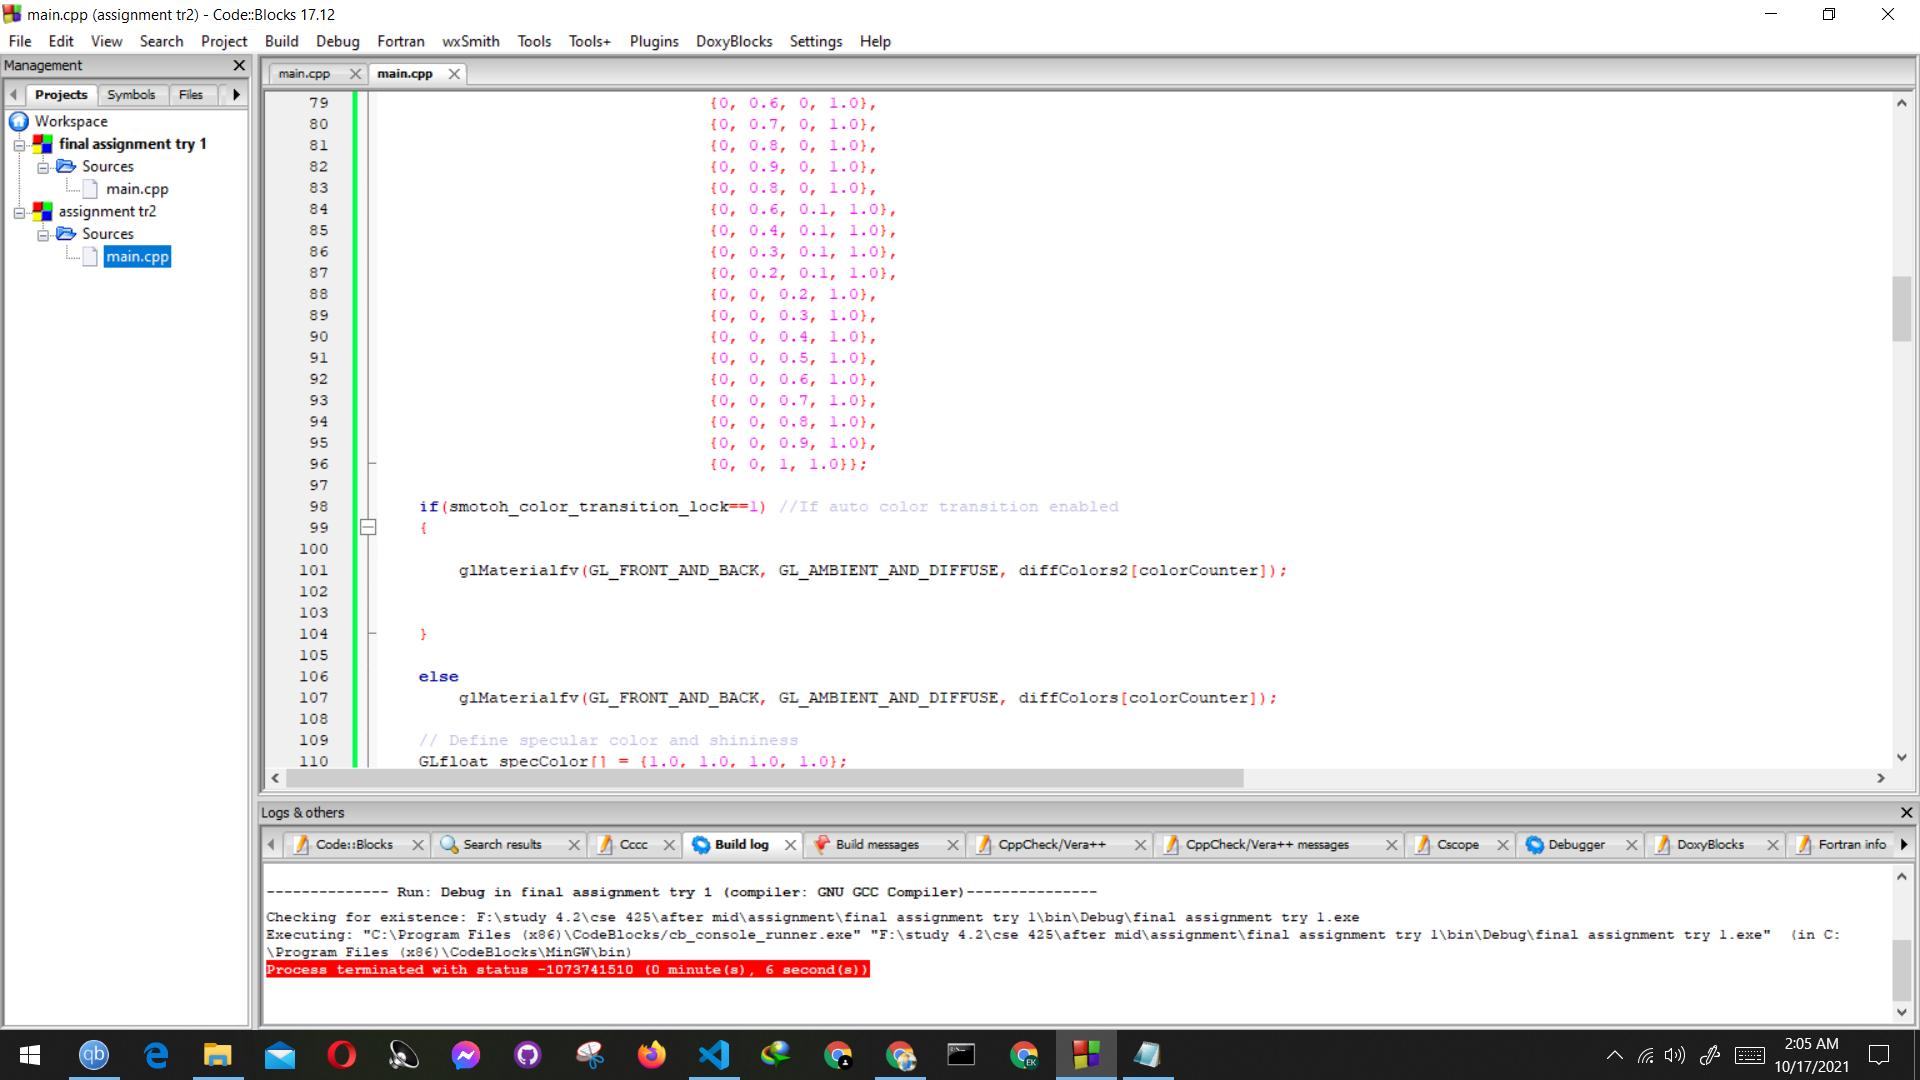 main.cpp (assignment tr2) - Code::Blocks 17.12
File Edit View Search Project Build Debug Fortran wxSmith Tools Tools+ Plugins DoxyBlocks Settings Help
Management
Projects Symbols Files
Workspace
final assignment try 1
Sources
main.cpp
assignment tr2
Sources
main.cpp
main.cpp main.cpp
79 {0, 0.6, 0, 1.0},
80 {0, 0.7, 0, 1.0},
81 {0, 0.8, 0, 1.0},
82 {0, 0.9, 0, 1.0},
83 {0, 0.8, 0, 1.0},
84 {0, 0.6, 0.1, 1.0},
85 {0, 0.4, 0.1, 1.0},
86 {0, 0.3, 0.1, 1.0},
87 {0, 0.2, 0.1, 1.0},
88 {0, 0, 0.2, 1.0},
89 {0, 0, 0.3, 1.0},
90 {0, 0, 0.4, 1.0},
91 {0, 0, 0.5, 1.0},
92 {0, 0, 0.6, 1.0},
93 {0, 0, 0.7, 1.0},
94 {0, 0, 0.8, 1.0},
95 {0, 0, 0.9, 1.0},
96 {0, 0, 1, 1.0}};
97
98 if(smotoh_color_transition_lock==1) //If auto color transition enabled
99 {
100
101 glMaterialfv(GL_FRONT_AND_BACK, GL_AMBIENT_AND_DIFFUSE, diffColors2[colorCounter]);
102
103
104 }
105
106 else
107 glMaterialfv(GL_FRONT_AND_BACK, GL_AMBIENT_AND_DIFFUSE, diffColors[colorCounter]);
108
109 // Define specular color and shininess
110 GLfloat specColor[] = {1.0, 1.0, 1.0, 1.0};
Logs & others
Code::Blocks Search results Cccc Build log Build messages CppCheck/Vera++ CppCheck/Vera++ messages Cscope Debugger DoxyBlocks Fortran info
-------------- Run: Debug in final assignment try 1 (compiler: GNU GCC Compiler)---------------
Checking for existence: F:\study 4.2\cse 425\after mid\assignment\final assignment try 1\bin\Debug\final assignment try 1.exe
Executing: "C:\Program Files (x86)\CodeBlocks/cb_console_runner.exe" "F:\study 4.2\cse 425\after mid\assignment\final assignment try 1\bin\Debug\final assignment try 1.exe"  (in C:
\Program Files (x86)\CodeBlocks\MinGW\bin)
Process terminated with status -1073741510 (0 minute(s), 6 second(s))
qb
EK
2:05 AM
10/17/2021